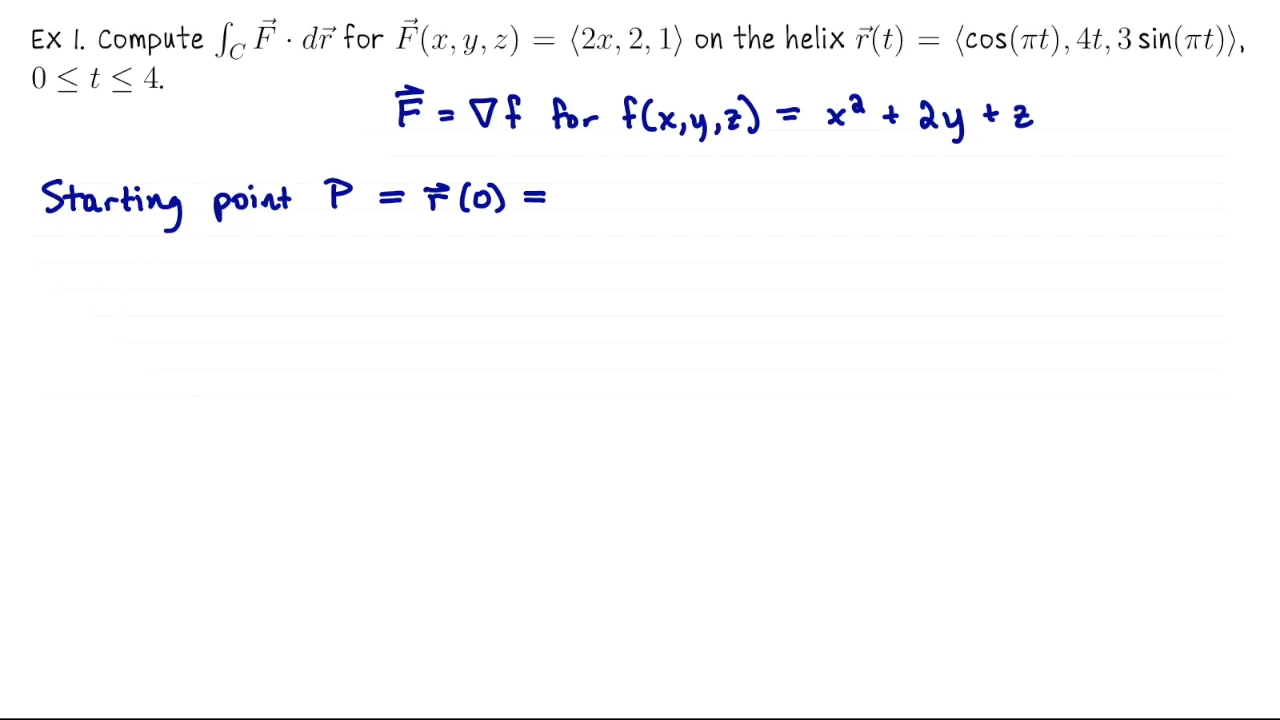 Ex 1. Compute ∫_C F⃗ · dr⃗ for F⃗(x, y, z) = ⟨2x, 2, 1⟩ on the helix r⃗(t) = ⟨cos(πt), 4t, 3 sin(πt)⟩,
0 ≤ t ≤ 4.
F⃗ = ∇f for f(x,y,z) = x² + 2y + z
Starting point P = r⃗(0) =